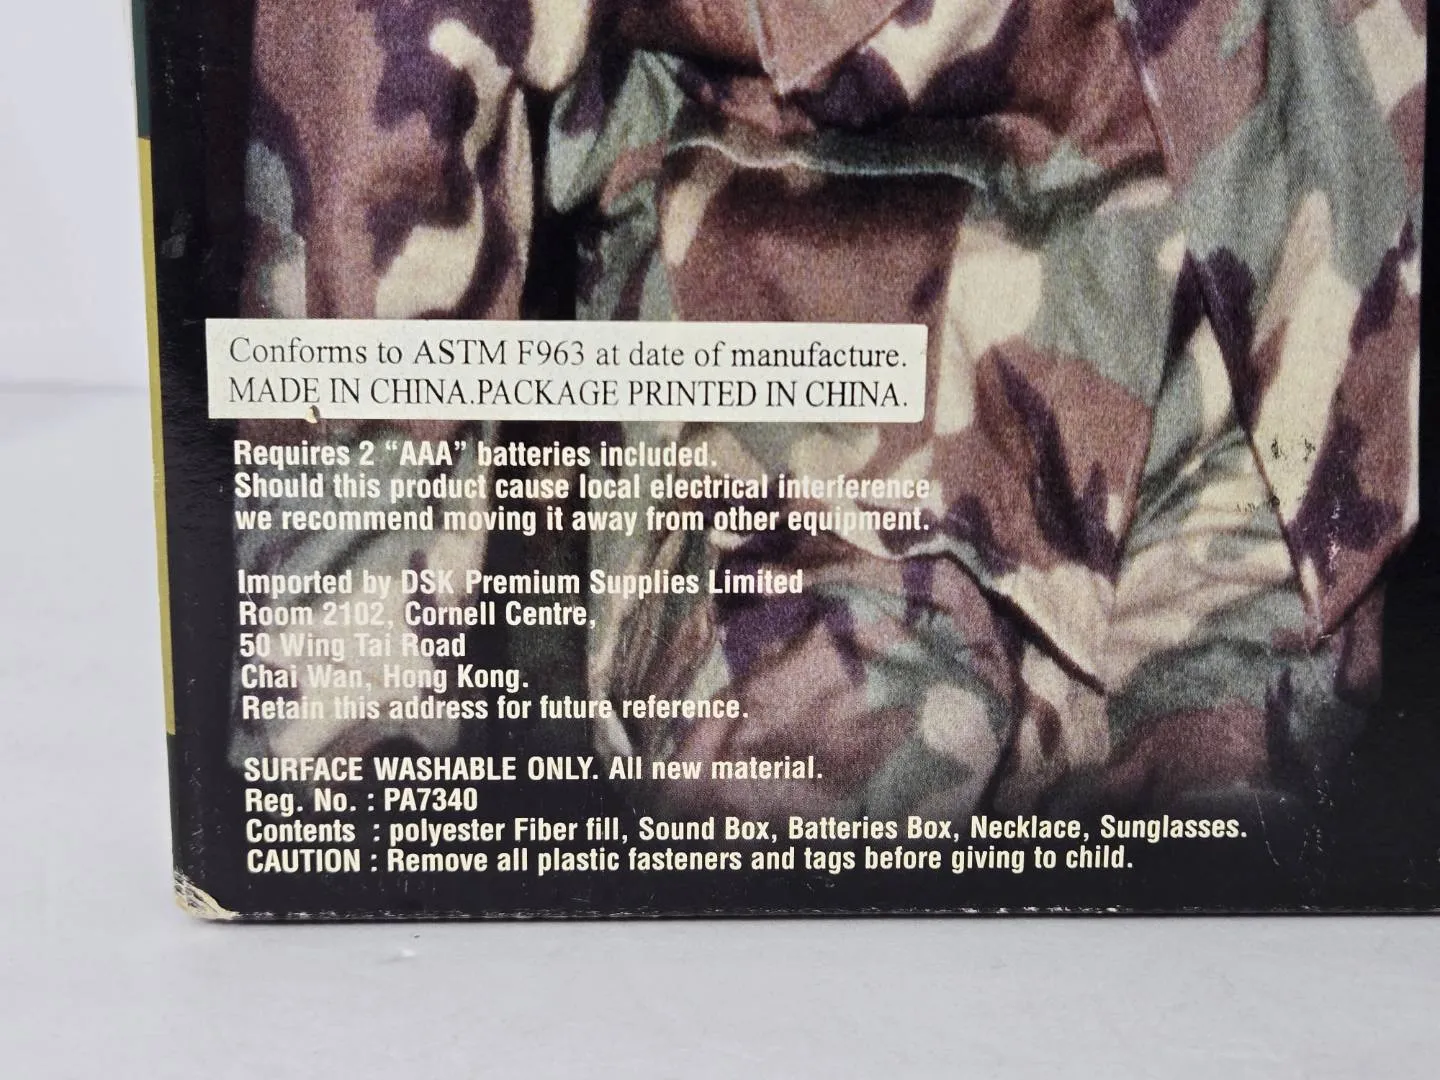 Conforms to ASTM F963 at date of manufacture.
MADE IN CHINA.PACKAGE PRINTED IN CHINA.
Requires 2 “AAA” batteries included.
Should this product cause local electrical interference
we recommend moving it away from other equipment.
Imported by DSK Premium Supplies Limited
Room 2102, Cornell Centre,
50 Wing Tai Road
Chai Wan, Hong Kong.
Retain this address for future reference.
SURFACE WASHABLE ONLY. All new material.
Reg. No. : PA7340
Contents : polyester Fiber fill, Sound Box, Batteries Box, Necklace, Sunglasses.
CAUTION : Remove all plastic fasteners and tags before giving to child.